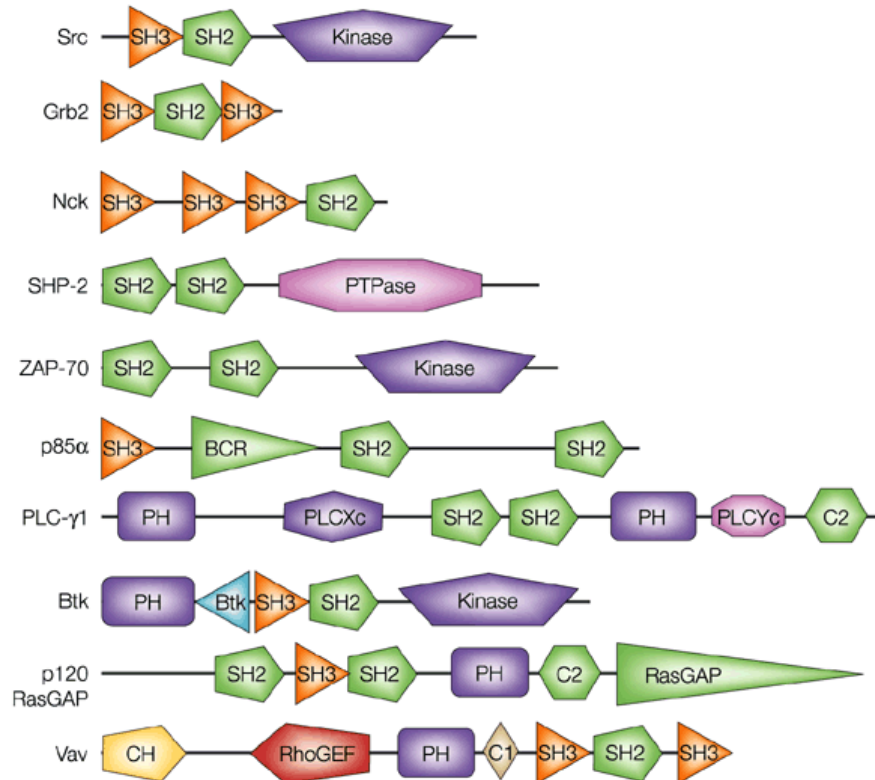 Src SH3 SH2 Kinase
Grb2 SH3 SH2 SH3
Nck SH3 SH3 SH3 SH2
SHP-2 SH2 SH2 PTPase
ZAP-70 SH2 SH2 Kinase
p85α SH3 BCR SH2 SH2
PLC-γ1 PH PLCXc SH2 SH2 PH PLCYc C2
Btk PH Btk SH3 SH2 Kinase
p120 SH2 SH3 SH2 PH C2 RasGAP
RasGAP
Vav CH RhoGEF PH C1 SH3 SH2 SH3